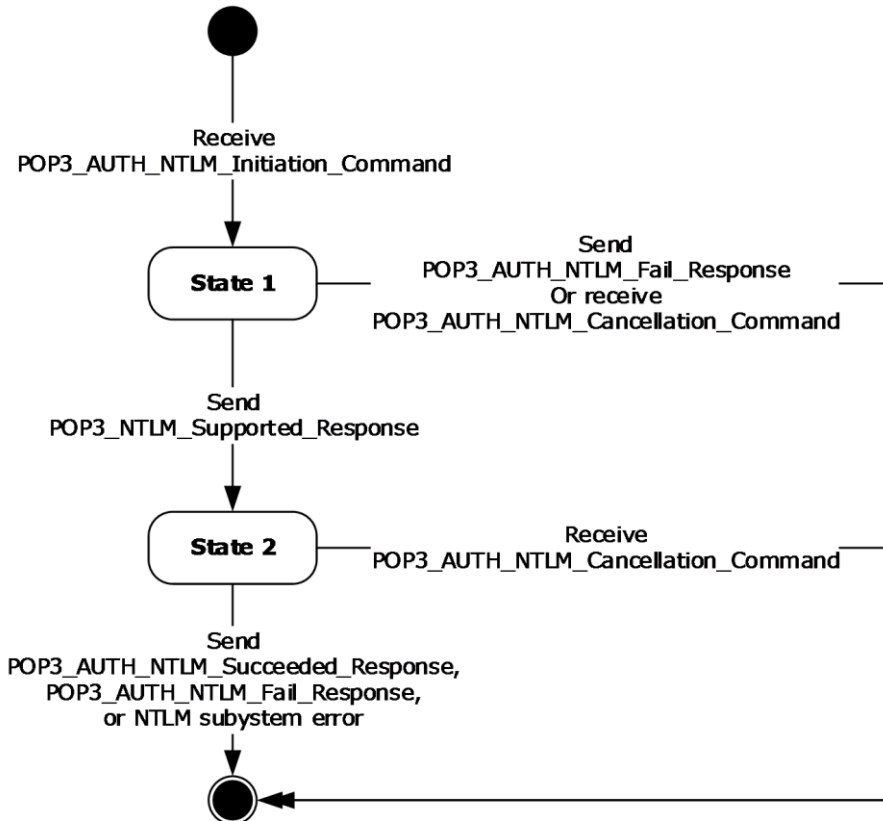 Receive
POP3_AUTH_NTLM_Initiation_Command
State 1
Send
POP3_AUTH_NTLM_Fail_Response
Or receive
POP3_AUTH_NTLM_Cancellation_Command
Send
POP3_NTLM_Supported_Response
State 2
Receive
POP3_AUTH_NTLM_Cancellation_Command
Send
POP3_AUTH_NTLM_Succeeded_Response,
POP3_AUTH_NTLM_Fail_Response,
or NTLM subystem error